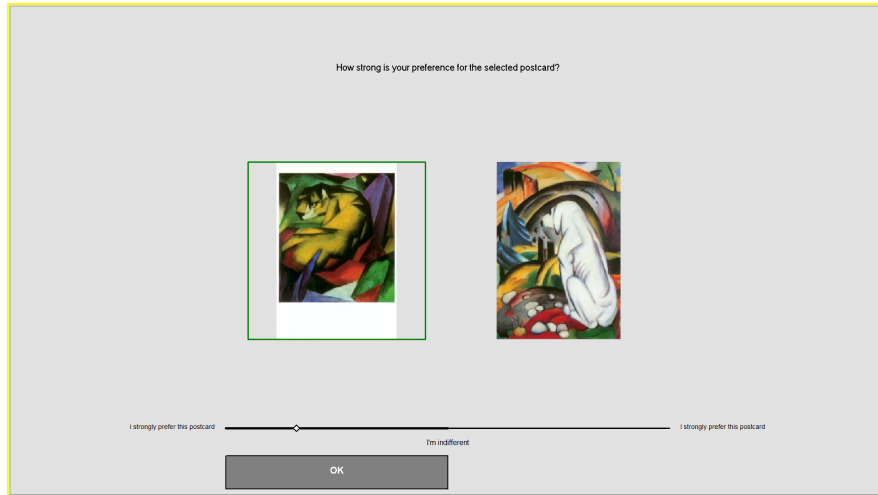 How strong is your preference for the selected postcard?
I strongly prefer this postcard
I strongly prefer this postcard
I'm indifferent
OK